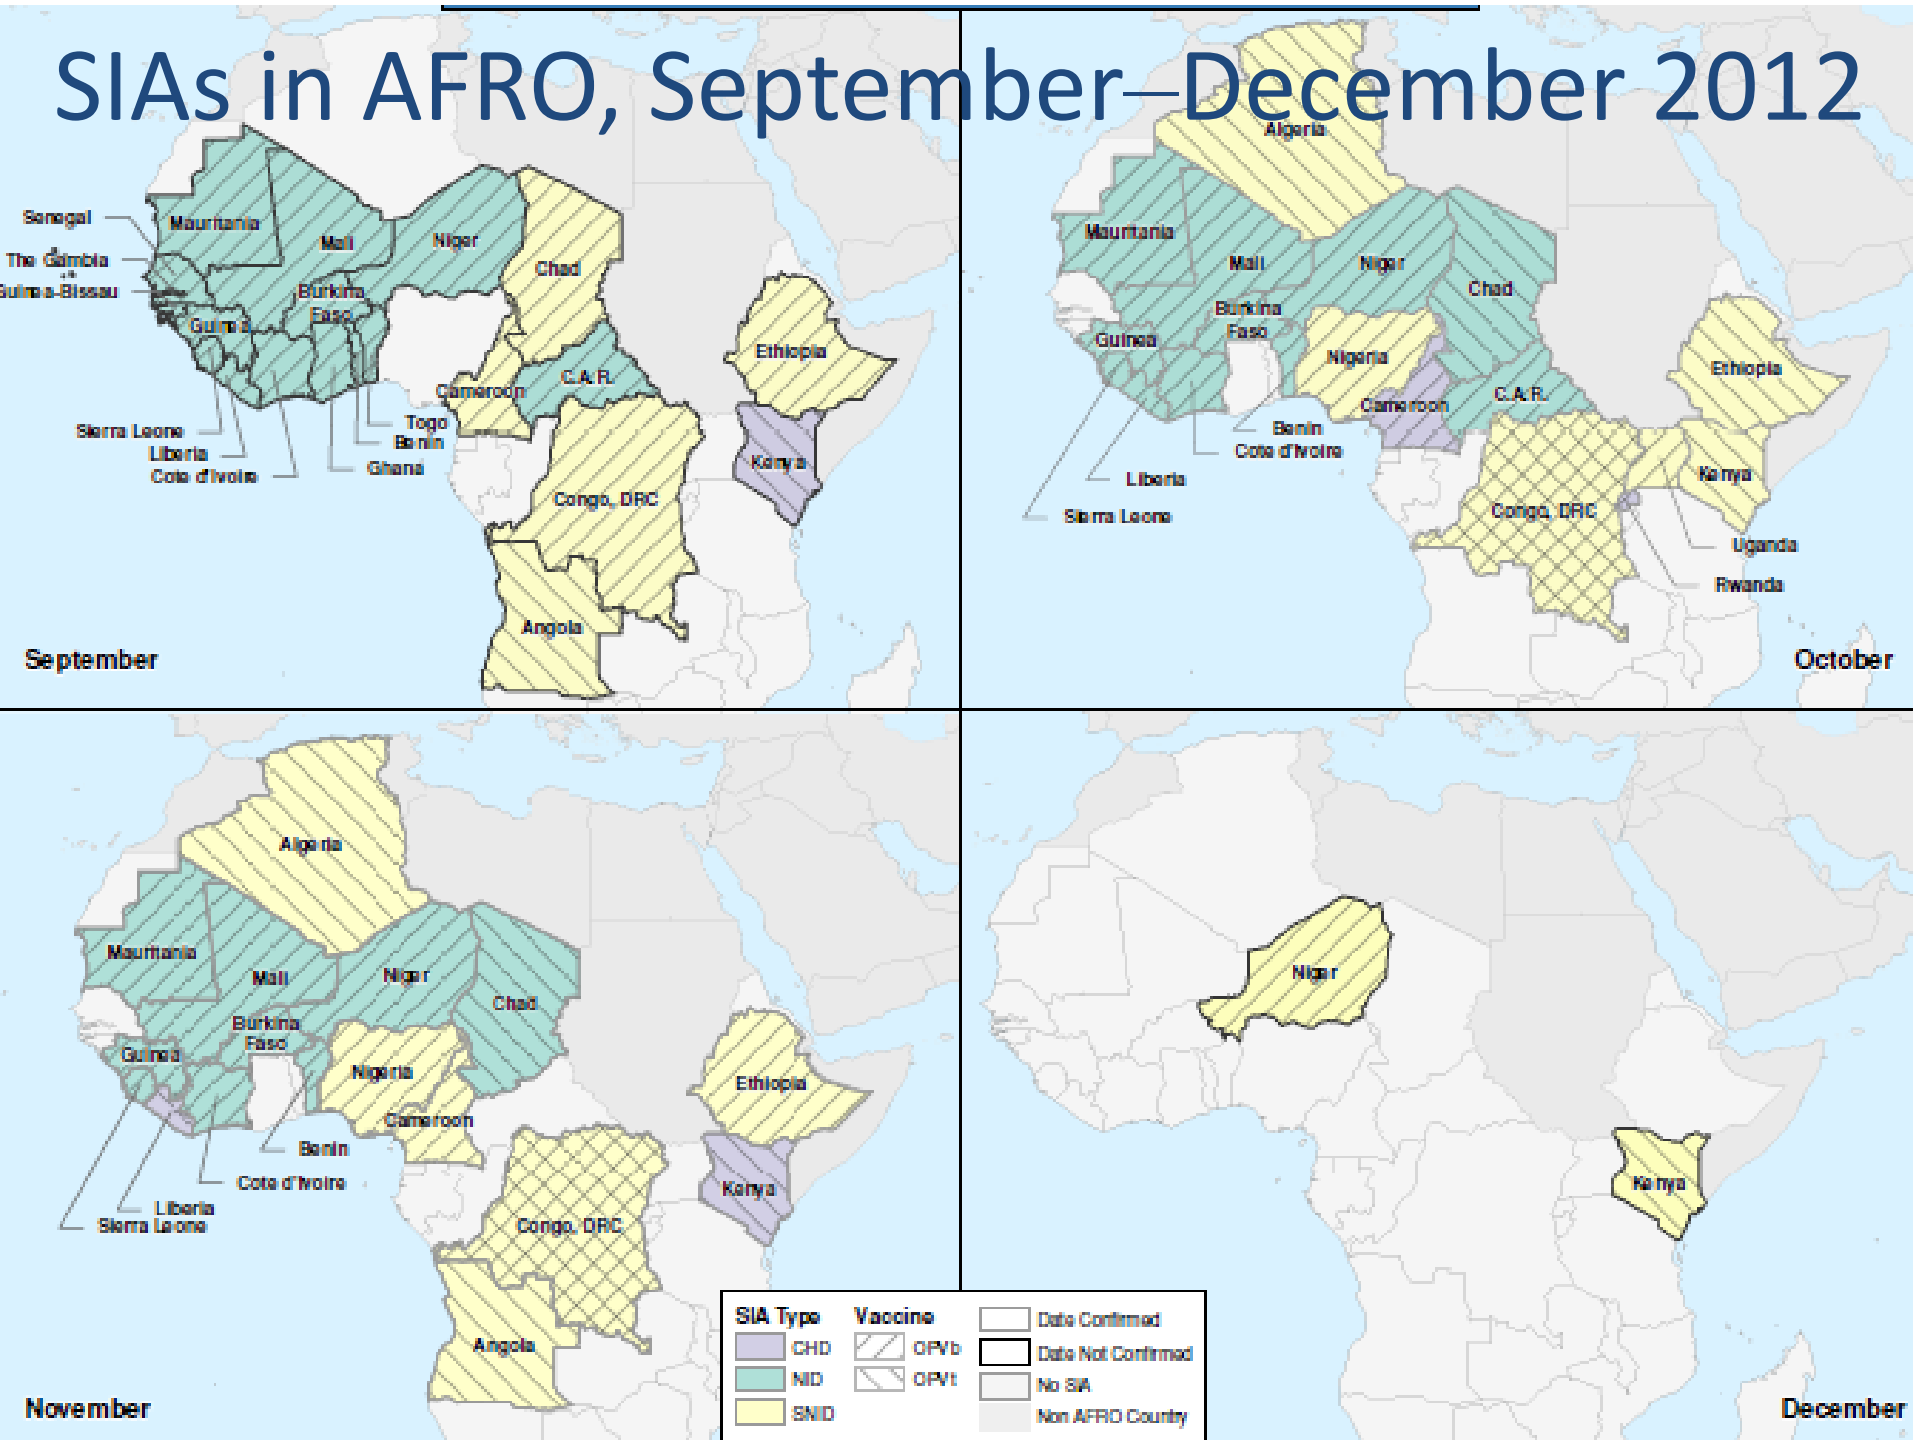 SIAs in AFRO, September–December 2012
Senegal
The Gambia
Guinea-Bissau
Mauritania
Mali
Niger
Chad
Burkina
Faso
Guinea
Ethiopia
C.A.R.
Cameroon
Togo
Benin
Sierra Leone
Liberia
Cote d'Ivoire
Ghana
Kenya
Congo, DRC
Angola
September
Algeria
Mauritania
Mali
Niger
Chad
Burkina
Faso
Guinea
Nigeria
Ethiopia
C.A.R.
Cameroon
Benin
Cote d'Ivoire
Liberia
Sierra Leone
Kenya
Congo, DRC
Uganda
Rwanda
October
Algeria
Mauritania
Mali
Niger
Chad
Burkina
Faso
Guinea
Nigeria
Ethiopia
Cameroon
Benin
Cote d'Ivoire
Liberia
Sierra Leone
Kenya
Congo, DRC
Angola
November
Niger
Kenya
December
SIA Type
CHD
NID
SNID
Vaccine
OPVb
OPVt
Date Confirmed
Date Not Confirmed
No SIA
Non AFRO Country